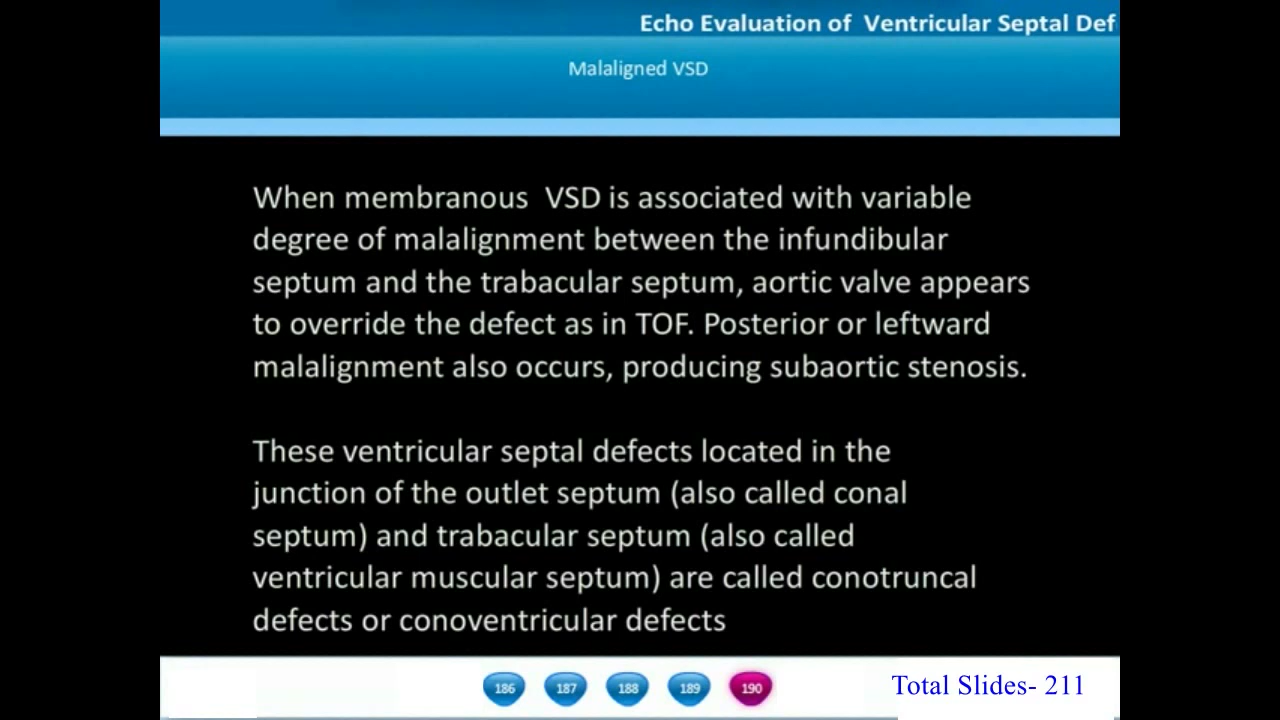 Echo Evaluation of Ventricular Septal Def
Malaligned VSD
When membranous VSD is associated with variable
degree of malalignment between the infundibular
septum and the trabacular septum, aortic valve appears
to override the defect as in TOF. Posterior or leftward
malalignment also occurs, producing subaortic stenosis.
These ventricular septal defects located in the
junction of the outlet septum (also called conal
septum) and trabacular septum (also called
ventricular muscular septum) are called conotruncal
defects or conoventricular defects
186 187 188 189 190
Total Slides- 211